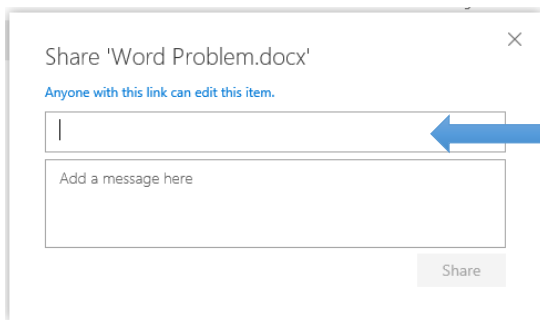 Share 'Word Problem.docx'
Anyone with this link can edit this item.
Add a message here
Share